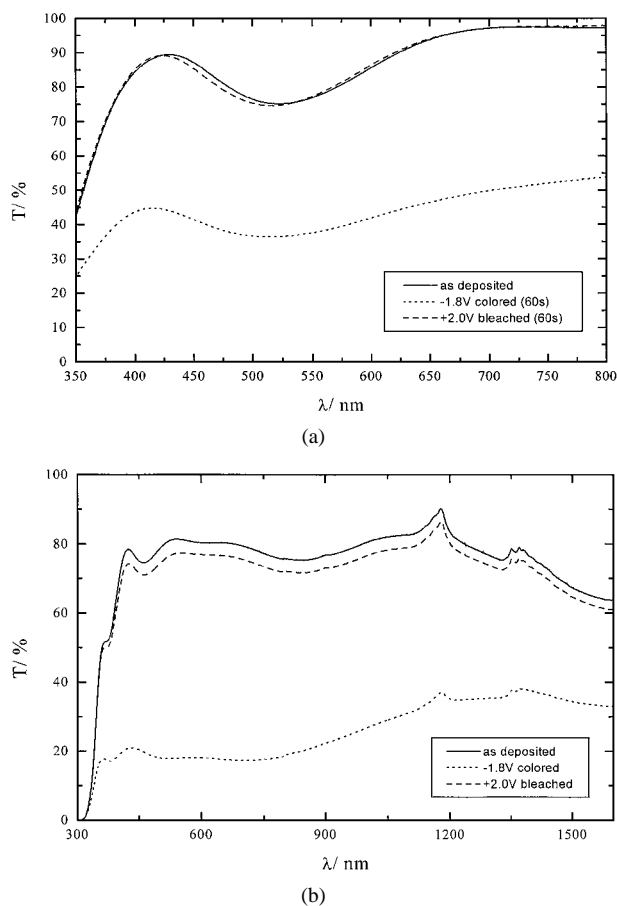 100
90
80
70
60
50
40
30
20
10
0
T/ %
as deposited
-1.8V colored (60s)
+2.0V bleached (60s)
350 400 450 500 550 600 650 700 750 800
λ/ nm
(a)
100
80
60
40
20
0
T/ %
as deposited
-1.8V colored
+2.0V bleached
300 600 900 1200 1500
λ/ nm
(b)